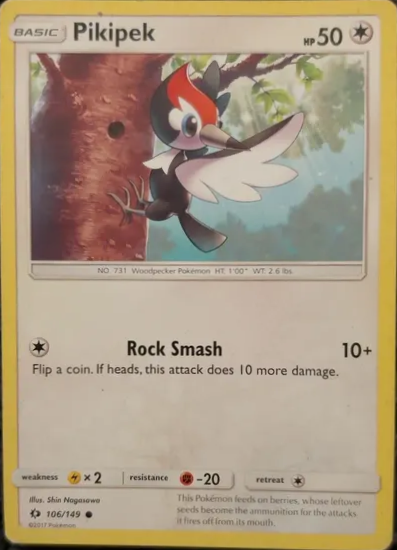 BASIC Pikipek HP 50
NO. 731 Woodpecker Pokémon HT: 1'00" WT: 2.6 lbs.
Rock Smash 10+
Flip a coin. If heads, this attack does 10 more damage.
weakness ×2 resistance -20 retreat
Illus. Shin Nagasawa
106/149
©2017 Pokémon
This Pokémon feeds on berries, whose leftover
seeds become the ammunition for the attacks
it fires off from its mouth.